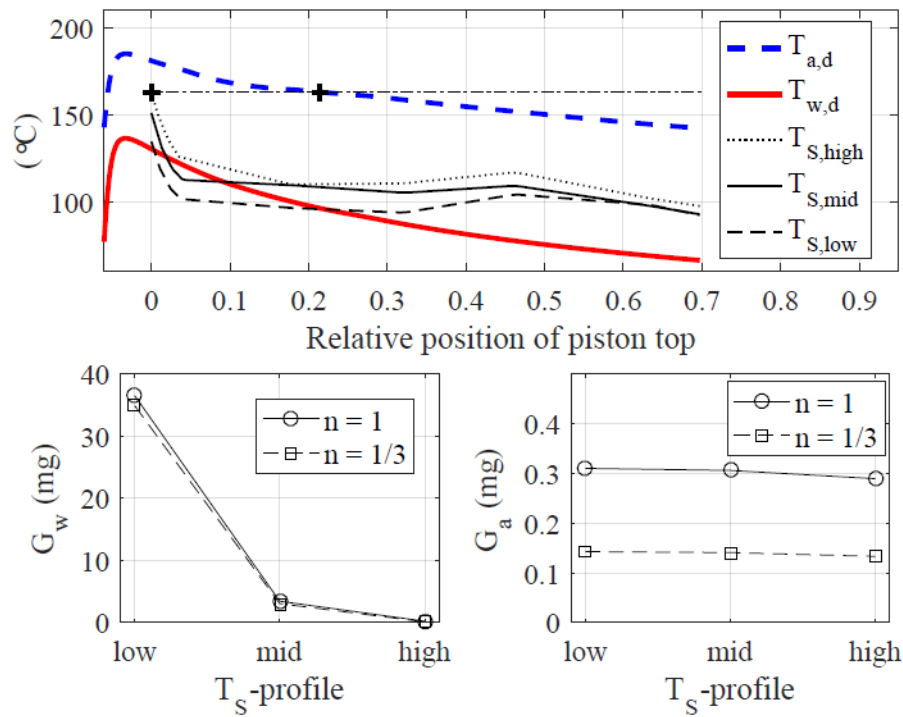 200
150
100
(°C)
0 0.1 0.2 0.3 0.4 0.5 0.6 0.7 0.8 0.9
Relative position of piston top
T_a,d
T_w,d
T_S,high
T_S,mid
T_S,low
40
30
20
10
0
G_w (mg)
n = 1
n = 1/3
low mid high
T_S-profile
0.4
0.3
0.2
0.1
0
G_a (mg)
n = 1
n = 1/3
low mid high
T_S-profile